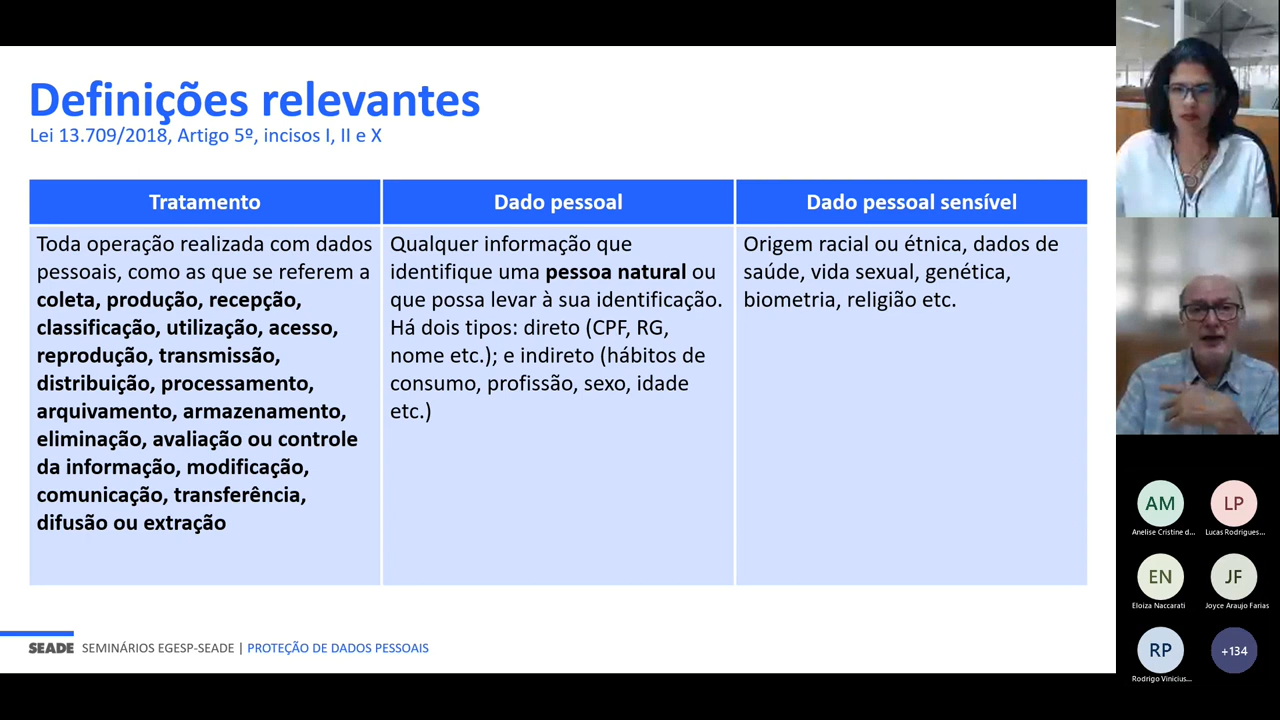 Definições relevantes
Lei 13.709/2018, Artigo 5º, incisos I, II e X
Tratamento
Toda operação realizada com dados
pessoais, como as que se referem a
coleta, produção, recepção,
classificação, utilização, acesso,
reprodução, transmissão,
distribuição, processamento,
arquivamento, armazenamento,
eliminação, avaliação ou controle
da informação, modificação,
comunicação, transferência,
difusão ou extração
Dado pessoal
Qualquer informação que
identifique uma pessoa natural ou
que possa levar à sua identificação.
Há dois tipos: direto (CPF, RG,
nome etc.); e indireto (hábitos de
consumo, profissão, sexo, idade
etc.)
Dado pessoal sensível
Origem racial ou étnica, dados de
saúde, vida sexual, genética,
biometria, religião etc.
SEADE SEMINÁRIOS EGESP-SEADE | PROTEÇÃO DE DADOS PESSOAIS
AM
Anelise Cristine d...
LP
Lucas Rodrigues...
EN
Eloiza Naccarati
JF
Joyce Araujo Farias
RP
Rodrigo Vinicius...
+134